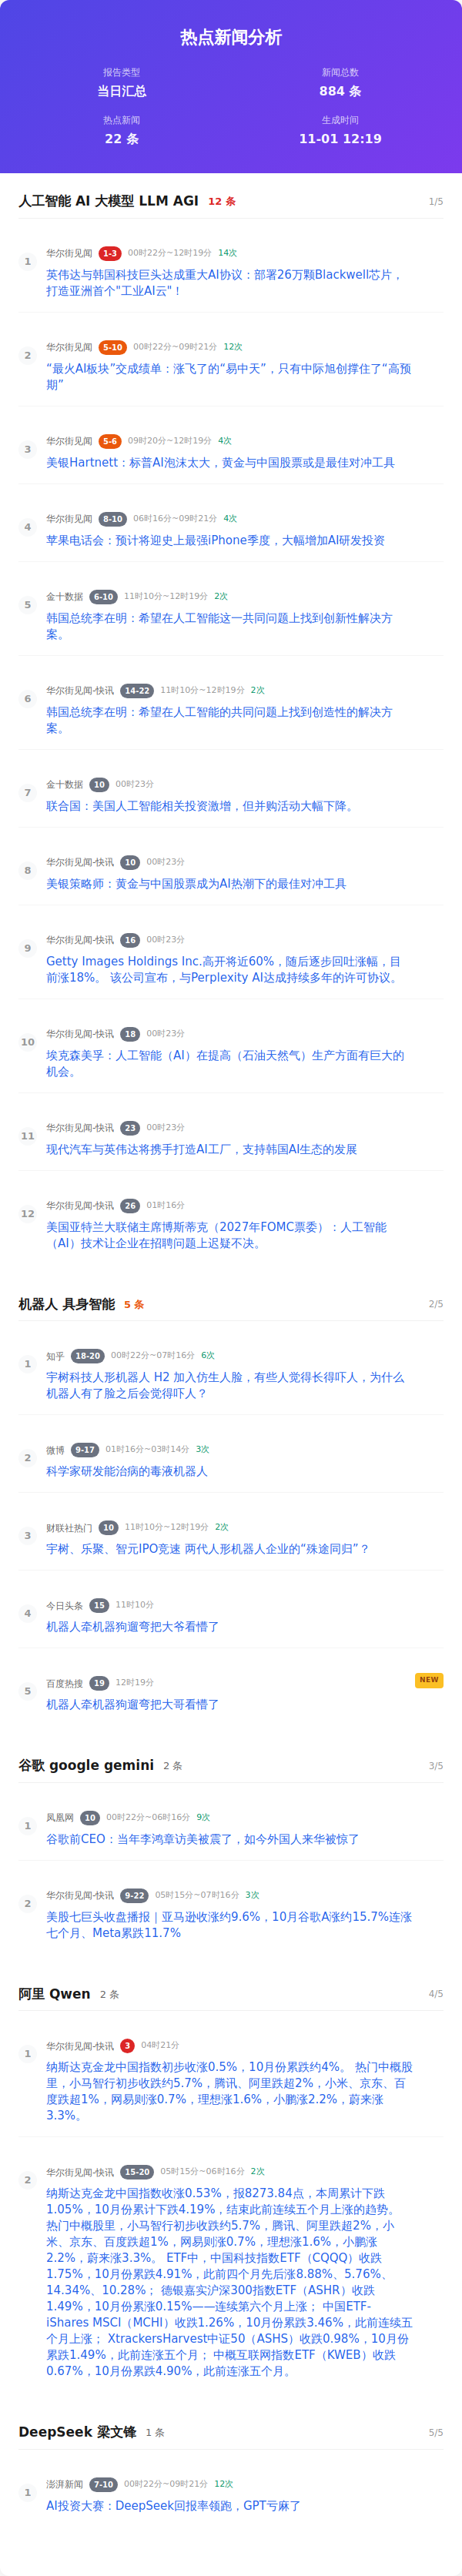 热点新闻分析
报告类型
当日汇总
新闻总数
884 条
热点新闻
22 条
生成时间
11-01 12:19
人工智能 AI 大模型 LLM AGI 12 条 1/5
1
华尔街见闻 1-3 00时22分~12时19分 14次
英伟达与韩国科技巨头达成重大AI协议：部署26万颗Blackwell芯片，
打造亚洲首个"工业AI云"！
2
华尔街见闻 5-10 00时22分~09时21分 12次
“最火AI板块”交成绩单：涨飞了的“易中天”，只有中际旭创撑住了“高预
期”
3
华尔街见闻 5-6 09时20分~12时19分 4次
美银Hartnett：标普AI泡沫太大，黄金与中国股票或是最佳对冲工具
4
华尔街见闻 8-10 06时16分~09时21分 4次
苹果电话会：预计将迎史上最强iPhone季度，大幅增加AI研发投资
5
金十数据 6-10 11时10分~12时19分 2次
韩国总统李在明：希望在人工智能这一共同问题上找到创新性解决方
案。
6
华尔街见闻-快讯 14-22 11时10分~12时19分 2次
韩国总统李在明：希望在人工智能的共同问题上找到创造性的解决方
案。
7
金十数据 10 00时23分
联合国：美国人工智能相关投资激增，但并购活动大幅下降。
8
华尔街见闻-快讯 10 00时23分
美银策略师：黄金与中国股票成为AI热潮下的最佳对冲工具
9
华尔街见闻-快讯 16 00时23分
Getty Images Holdings Inc.高开将近60%，随后逐步回吐涨幅，目
前涨18%。 该公司宣布，与Perplexity AI达成持续多年的许可协议。
10
华尔街见闻-快讯 18 00时23分
埃克森美孚：人工智能（AI）在提高（石油天然气）生产方面有巨大的
机会。
11
华尔街见闻-快讯 23 00时23分
现代汽车与英伟达将携手打造AI工厂，支持韩国AI生态的发展
12
华尔街见闻-快讯 26 01时16分
美国亚特兰大联储主席博斯蒂克（2027年FOMC票委）：人工智能
（AI）技术让企业在招聘问题上迟疑不决。
机器人 具身智能 5 条 2/5
1
知乎 18-20 00时22分~07时16分 6次
宇树科技人形机器人 H2 加入仿生人脸，有些人觉得长得吓人，为什么
机器人有了脸之后会觉得吓人？
2
微博 9-17 01时16分~03时14分 3次
科学家研发能治病的毒液机器人
3
财联社热门 10 11时10分~12时19分 2次
宇树、乐聚、智元IPO竞速 两代人形机器人企业的“殊途同归”？
4
今日头条 15 11时10分
机器人牵机器狗遛弯把大爷看懵了
5
百度热搜 19 12时19分 NEW
机器人牵机器狗遛弯把大哥看懵了
谷歌 google gemini 2 条 3/5
1
凤凰网 10 00时22分~06时16分 9次
谷歌前CEO：当年李鸿章访美被震了，如今外国人来华被惊了
2
华尔街见闻-快讯 9-22 05时15分~07时16分 3次
美股七巨头收盘播报｜亚马逊收涨约9.6%，10月谷歌A涨约15.7%连涨
七个月、Meta累跌11.7%
阿里 Qwen 2 条 4/5
1
华尔街见闻-快讯 3 04时21分
纳斯达克金龙中国指数初步收涨0.5%，10月份累跌约4%。 热门中概股
里，小马智行初步收跌约5.7%，腾讯、阿里跌超2%，小米、京东、百
度跌超1%，网易则涨0.7%，理想涨1.6%，小鹏涨2.2%，蔚来涨
3.3%。
2
华尔街见闻-快讯 15-20 05时15分~06时16分 2次
纳斯达克金龙中国指数收涨0.53%，报8273.84点，本周累计下跌
1.05%，10月份累计下跌4.19%，结束此前连续五个月上涨的趋势。
热门中概股里，小马智行初步收跌约5.7%，腾讯、阿里跌超2%，小
米、京东、百度跌超1%，网易则涨0.7%，理想涨1.6%，小鹏涨
2.2%，蔚来涨3.3%。 ETF中，中国科技指数ETF（CQQQ）收跌
1.75%，10月份累跌4.91%，此前四个月先后涨8.88%、5.76%、
14.34%、10.28%； 德银嘉实沪深300指数ETF（ASHR）收跌
1.49%，10月份累涨0.15%——连续第六个月上涨； 中国ETF-
iShares MSCI（MCHI）收跌1.26%，10月份累跌3.46%，此前连续五
个月上涨； XtrackersHarvest中证50（ASHS）收跌0.98%，10月份
累跌1.49%，此前连涨五个月； 中概互联网指数ETF（KWEB）收跌
0.67%，10月份累跌4.90%，此前连涨五个月。
DeepSeek 梁文锋 1 条 5/5
1
澎湃新闻 7-10 00时22分~09时21分 12次
AI投资大赛：DeepSeek回报率领跑，GPT亏麻了